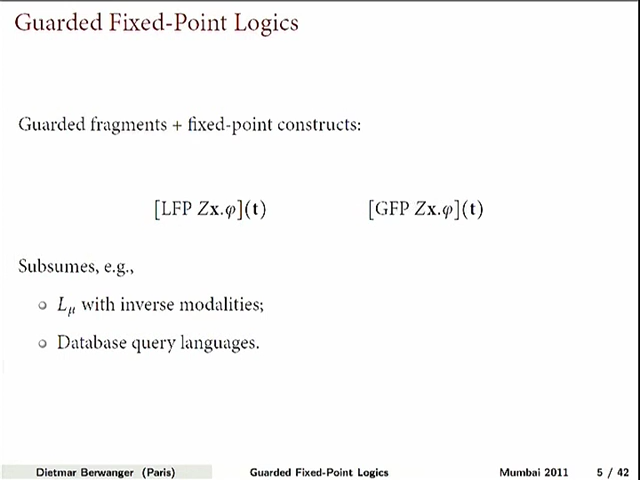 Guarded Fixed-Point Logics
Guarded fragments + fixed-point constructs:
[LFP Zx.φ](t) [GFP Zx.φ](t)
Subsumes, e.g.,
Lμ with inverse modalities;
Database query languages.
Dietmar Berwanger (Paris) Guarded Fixed-Point Logics Mumbai 2011 5 / 42